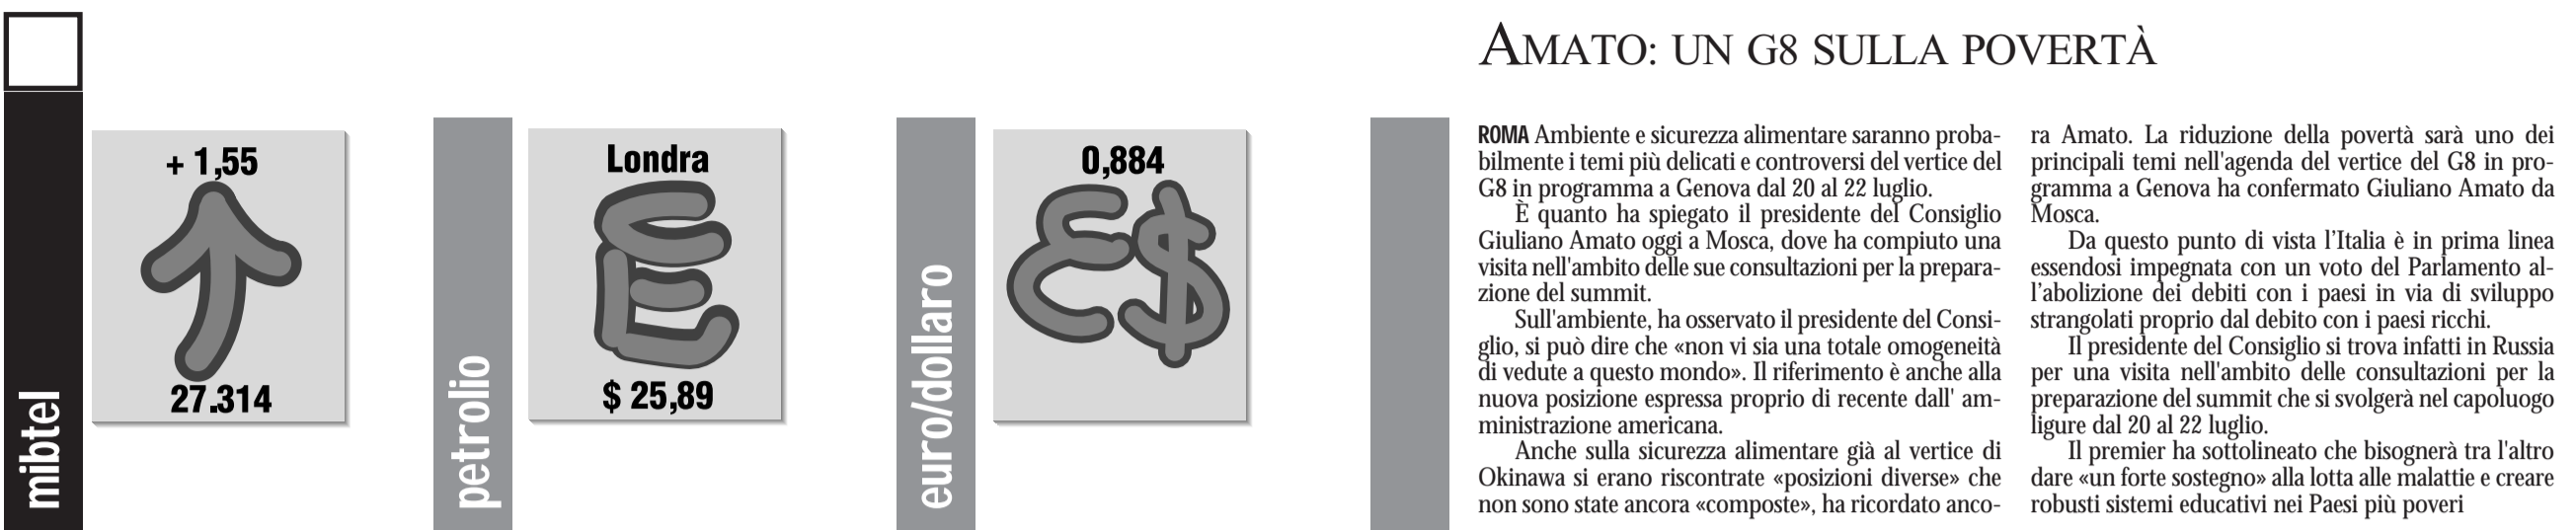 mibtel
+ 1,55
27.314
petrolio
Londra
$ 25,89
euro/dollaro
0,884
AMATO: UN G8 SULLA POVERTÀ
ROMA Ambiente e sicurezza alimentare saranno proba-
bilmente i temi più delicati e controversi del vertice del
G8 in programma a Genova dal 20 al 22 luglio.
È quanto ha spiegato il presidente del Consiglio
Giuliano Amato oggi a Mosca, dove ha compiuto una
visita nell'ambito delle sue consultazioni per la prepara-
zione del summit.
Sull'ambiente, ha osservato il presidente del Consi-
glio, si può dire che «non vi sia una totale omogeneità
di vedute a questo mondo». Il riferimento è anche alla
nuova posizione espressa proprio di recente dall' am-
ministrazione americana.
Anche sulla sicurezza alimentare già al vertice di
Okinawa si erano riscontrate «posizioni diverse» che
non sono state ancora «composte», ha ricordato anco-
ra Amato. La riduzione della povertà sarà uno dei
principali temi nell'agenda del vertice del G8 in pro-
gramma a Genova ha confermato Giuliano Amato da
Mosca.
Da questo punto di vista l'Italia è in prima linea
essendosi impegnata con un voto del Parlamento al-
l'abolizione dei debiti con i paesi in via di sviluppo
strangolati proprio dal debito con i paesi ricchi.
Il presidente del Consiglio si trova infatti in Russia
per una visita nell'ambito delle consultazioni per la
preparazione del summit che si svolgerà nel capoluogo
ligure dal 20 al 22 luglio.
Il premier ha sottolineato che bisognerà tra l'altro
dare «un forte sostegno» alla lotta alle malattie e creare
robusti sistemi educativi nei Paesi più poveri